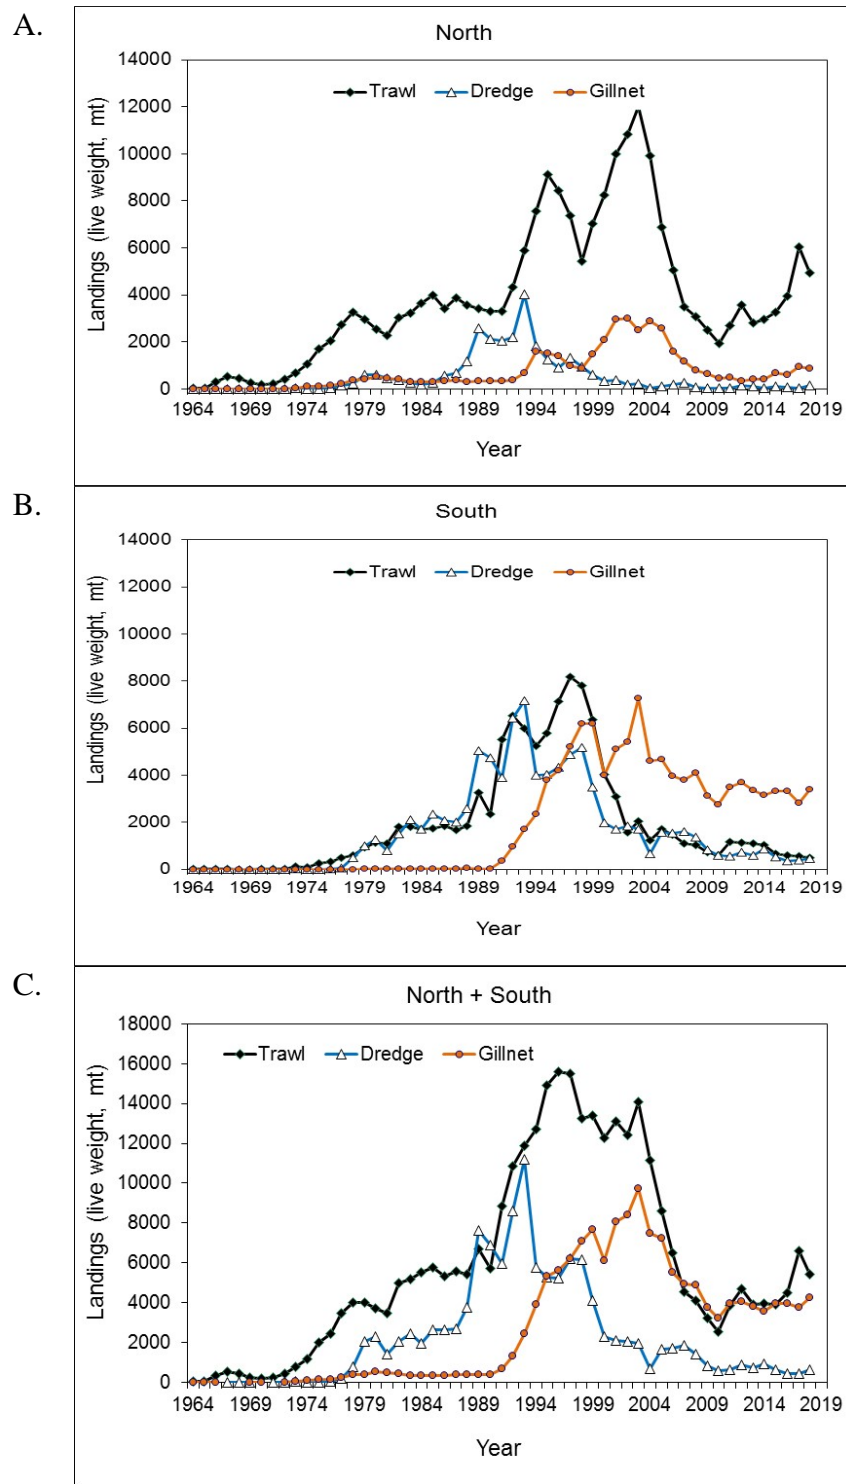 A.
North
14000
Trawl Dredge Gillnet
12000
10000
8000
6000
4000
2000
0
Landings (live weight, mt)
1964 1969 1974 1979 1984 1989 1994 1999 2004 2009 2014 2019
Year
B.
South
14000
Trawl Dredge Gillnet
12000
10000
8000
6000
4000
2000
0
Landings (live weight, mt)
1964 1969 1974 1979 1984 1989 1994 1999 2004 2009 2014 2019
Year
C.
North + South
18000
Trawl Dredge Gillnet
16000
14000
12000
10000
8000
6000
4000
2000
0
Landings (live weight, mt)
1964 1969 1974 1979 1984 1989 1994 1999 2004 2009 2014 2019
Year